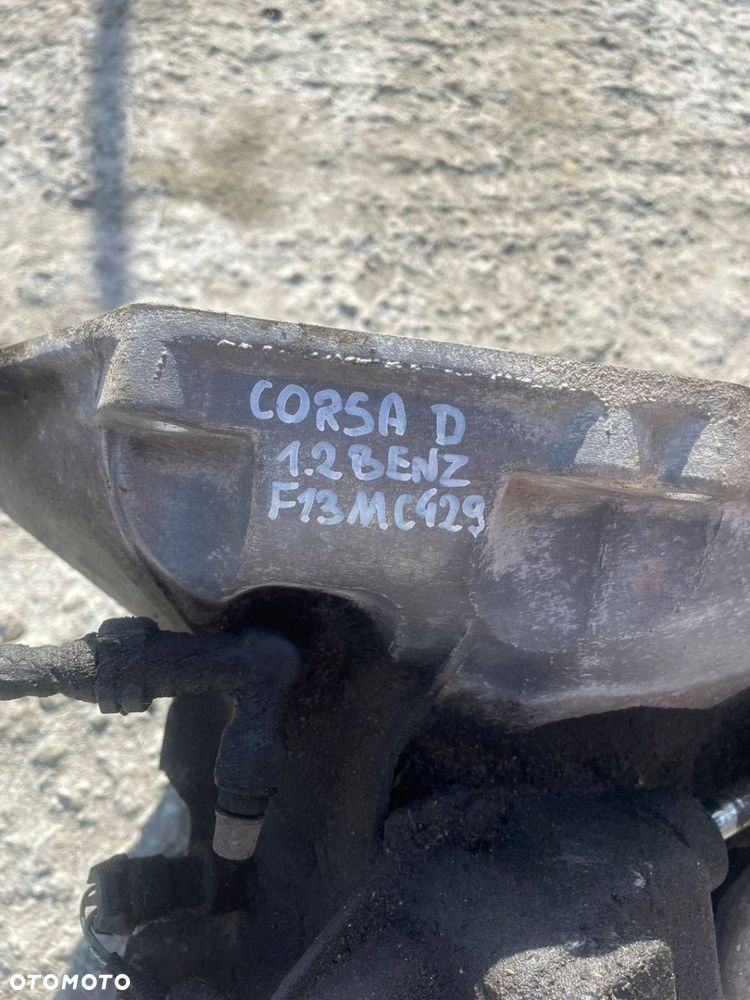 CORSA D
1.2 BENZ
F13MC429
OTOMOTO